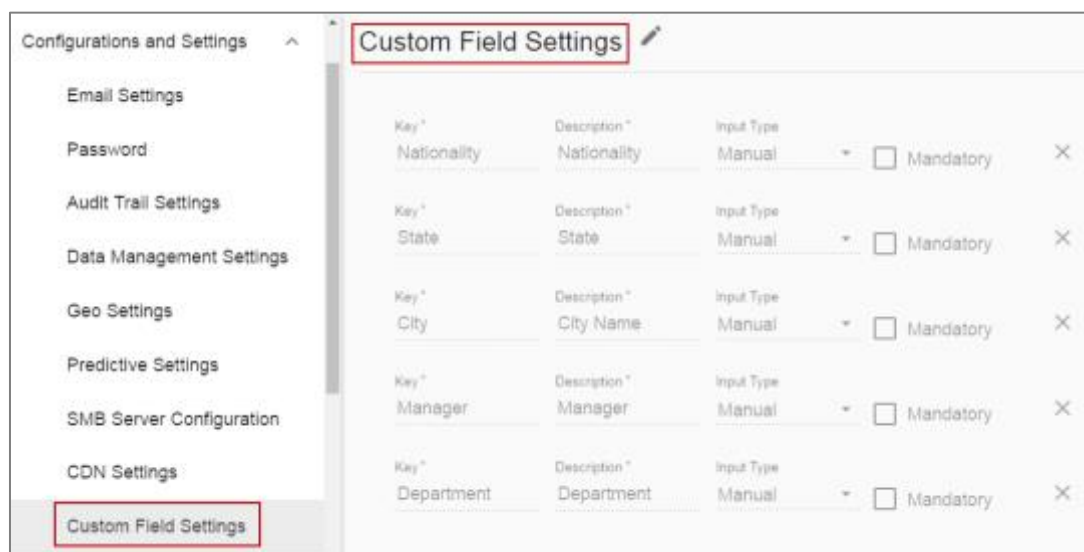 Configurations and Settings
Email Settings
Password
Audit Trail Settings
Data Management Settings
Geo Settings
Predictive Settings
SMB Server Configuration
CDN Settings
Custom Field Settings
Custom Field Settings
Key * Description * Input Type
Nationality Nationality Manual Mandatory
Key * Description * Input Type
State State Manual Mandatory
Key * Description * Input Type
City City Name Manual Mandatory
Key * Description * Input Type
Manager Manager Manual Mandatory
Key * Description * Input Type
Department Department Manual Mandatory